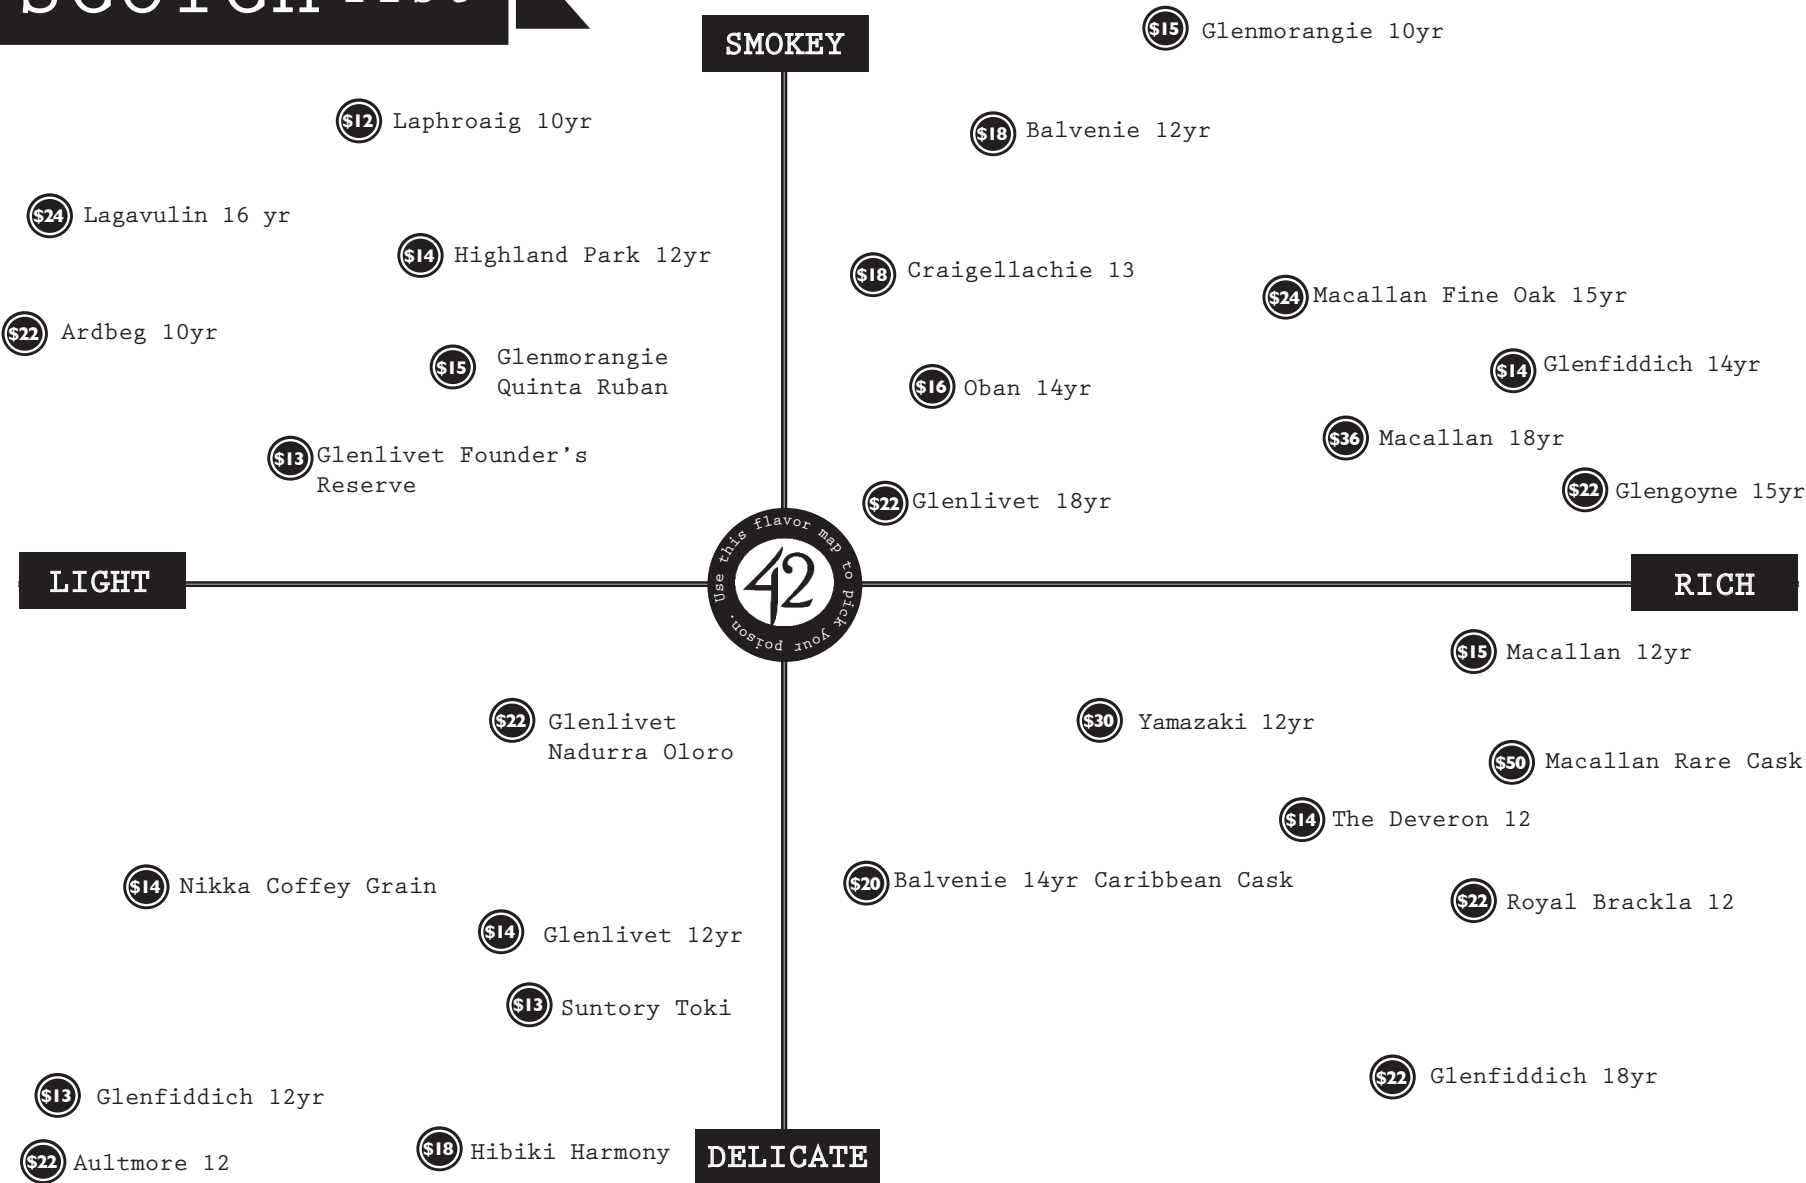 SCOTCH list
SMOKEY
$15 Glenmorangie 10yr
$12 Laphroaig 10yr
$18 Balvenie 12yr
$24 Lagavulin 16 yr
$14 Highland Park 12yr
$18 Craigellachie 13
$24 Macallan Fine Oak 15yr
$22 Ardbeg 10yr
$15 Glenmorangie
Quinta Ruban
$16 Oban 14yr
$14 Glenfiddich 14yr
$36 Macallan 18yr
$13 Glenlivet Founder's
Reserve
$22 Glenlivet 18yr
$22 Glengoyne 15yr
LIGHT
Use this flavor map to pick your poison.
42
RICH
$15 Macallan 12yr
$22 Glenlivet
Nadurra Oloro
$30 Yamazaki 12yr
$50 Macallan Rare Cask
$14 The Deveron 12
$14 Nikka Coffey Grain
$20 Balvenie 14yr Caribbean Cask
$22 Royal Brackla 12
$14 Glenlivet 12yr
$13 Suntory Toki
$22 Glenfiddich 18yr
$13 Glenfiddich 12yr
$18 Hibiki Harmony
DELICATE
$22 Aultmore 12